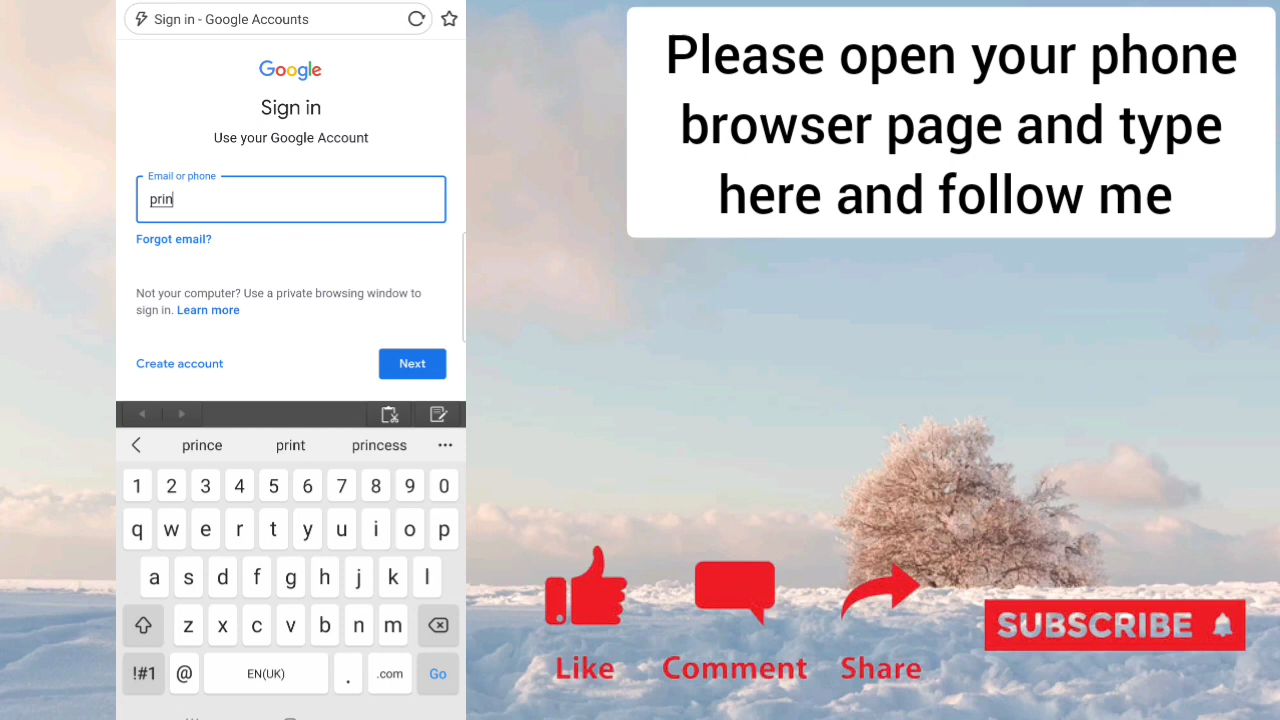 Sign in - Google Accounts
Google
Sign in
Use your Google Account
Email or phone
prin
Forgot email?
Not your computer? Use a private browsing window to
sign in. Learn more
Create account
Next
prince print princess
1 2 3 4 5 6 7 8 9 0
q w e r t y u i o p
a s d f g h j k l
z x c v b n m
!#1 @ EN(UK) . .com Go
Please open your phone
browser page and type
here and follow me
Like Comment Share
SUBSCRIBE